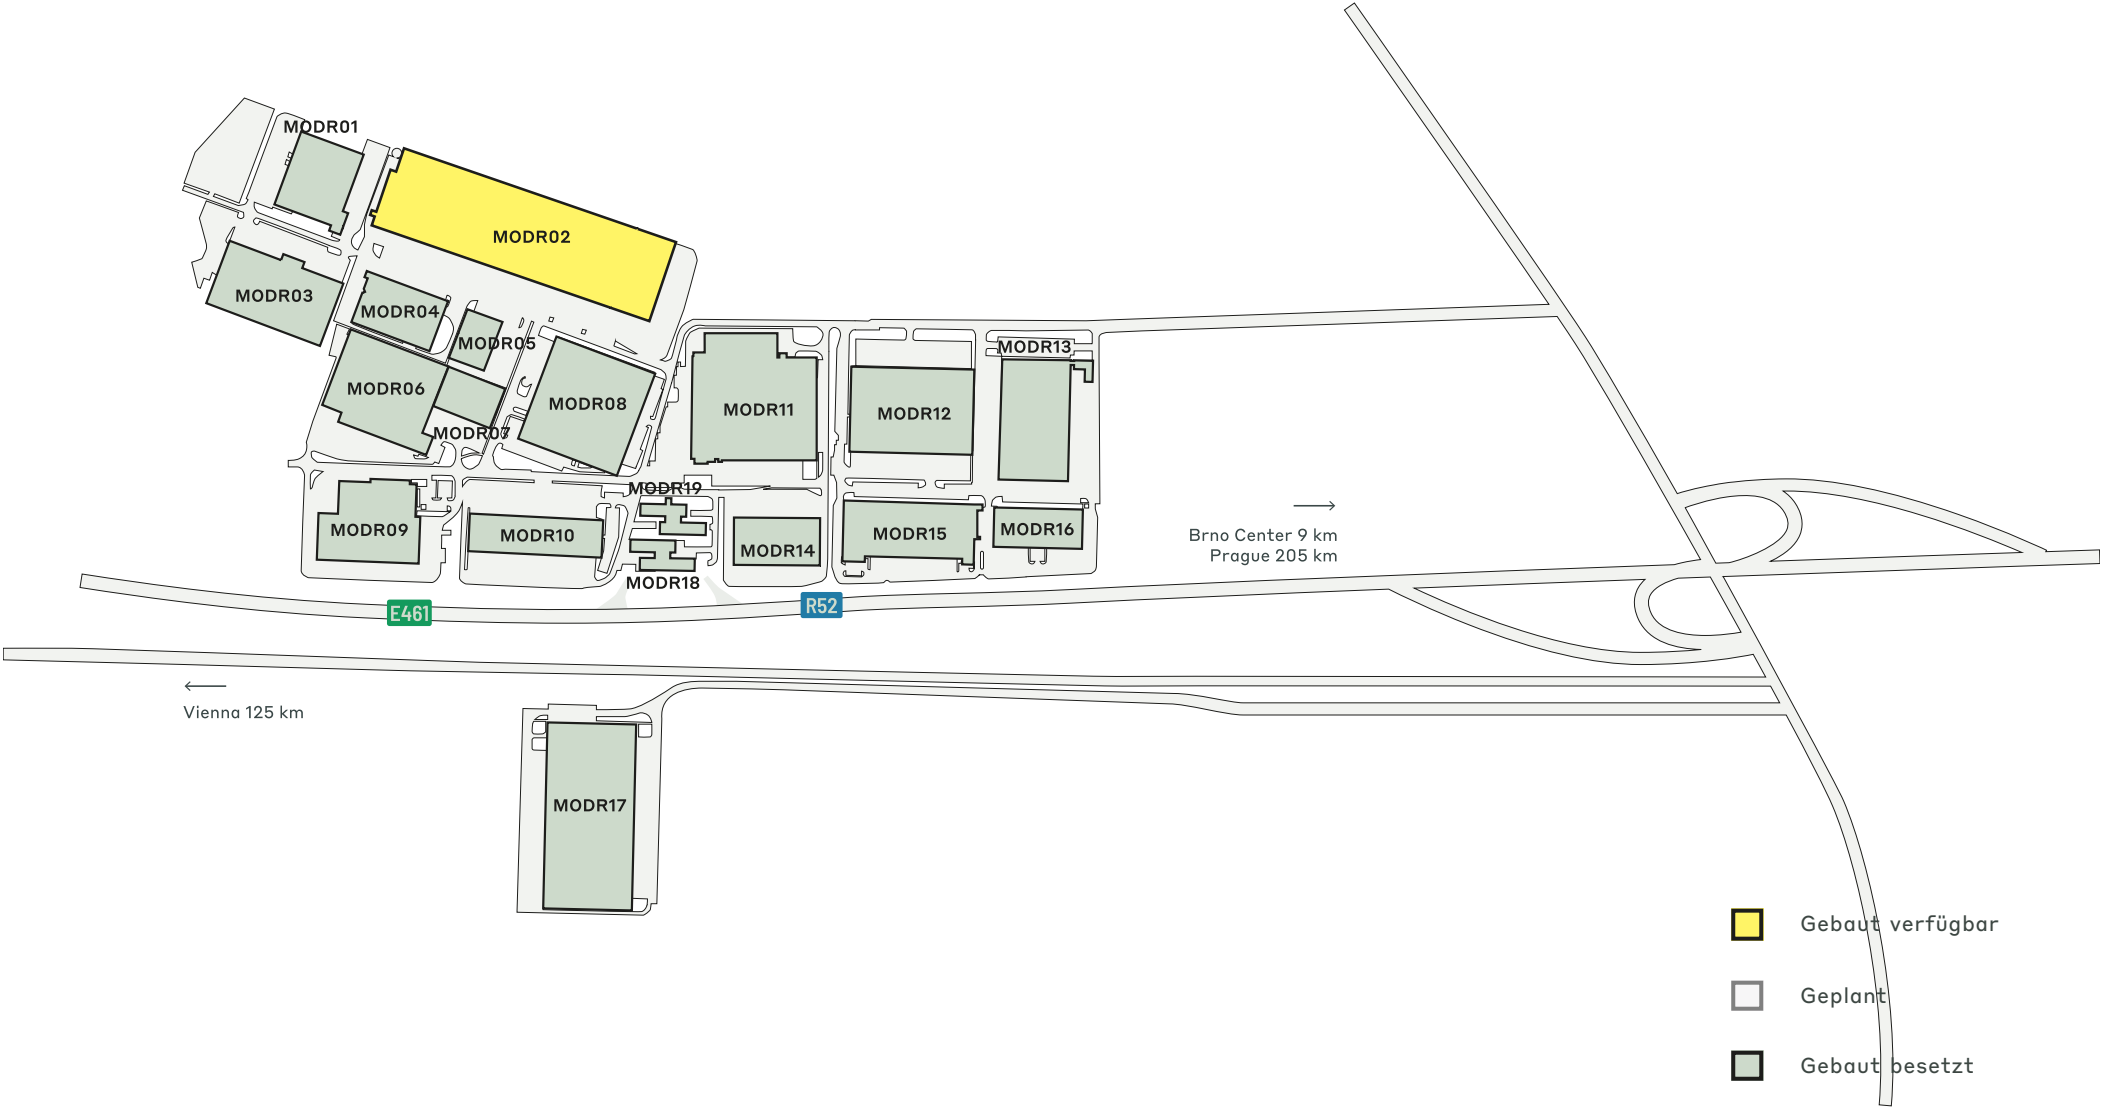 MODR01
MODR02
MODR03
MODR04
MODR05
MODR06
MODR07
MODR08
MODR11
MODR12
MODR13
MODR09
MODR10
MODR19
MODR18
MODR14
MODR15
MODR16
Brno Center 9 km
Prague 205 km
E461
R52
Vienna 125 km
MODR17
Gebaut verfügbar
Geplant
Gebaut besetzt